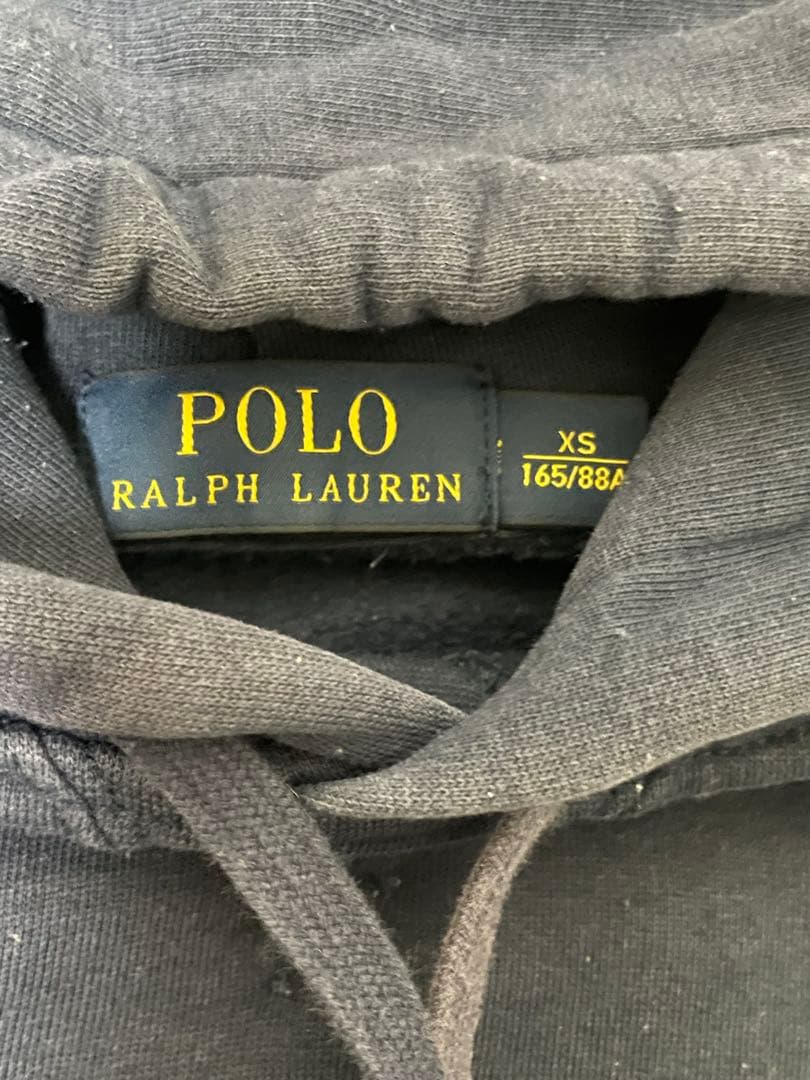 POLO
RALPH LAUREN
XS
165/88A